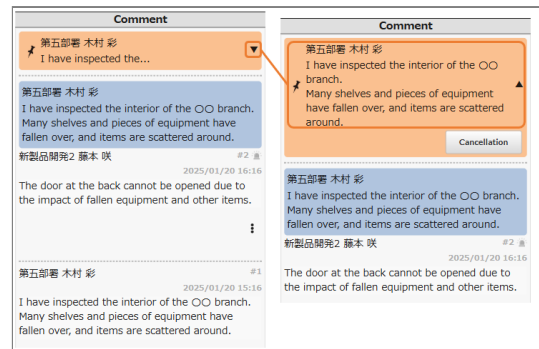 Comment
第五部署 木村 彩
I have inspected the...
第五部署 木村 彩
I have inspected the interior of the 〇〇 branch.
Many shelves and pieces of equipment have
fallen over, and items are scattered around.
新製品開発2 藤本 咲 #2
2025/01/20 16:16
The door at the back cannot be opened due to
the impact of fallen equipment and other items.
第五部署 木村 彩 #1
2025/01/20 15:16
I have inspected the interior of the 〇〇 branch.
Many shelves and pieces of equipment have
fallen over, and items are scattered around.
Comment
第五部署 木村 彩
I have inspected the interior of the 〇〇
branch.
Many shelves and pieces of equipment
have fallen over, and items are scattered
around.
Cancellation
第五部署 木村 彩
I have inspected the interior of the 〇〇 branch.
Many shelves and pieces of equipment have
fallen over, and items are scattered around.
新製品開発2 藤本 咲 #2
2025/01/20 16:16
The door at the back cannot be opened due to
the impact of fallen equipment and other items.